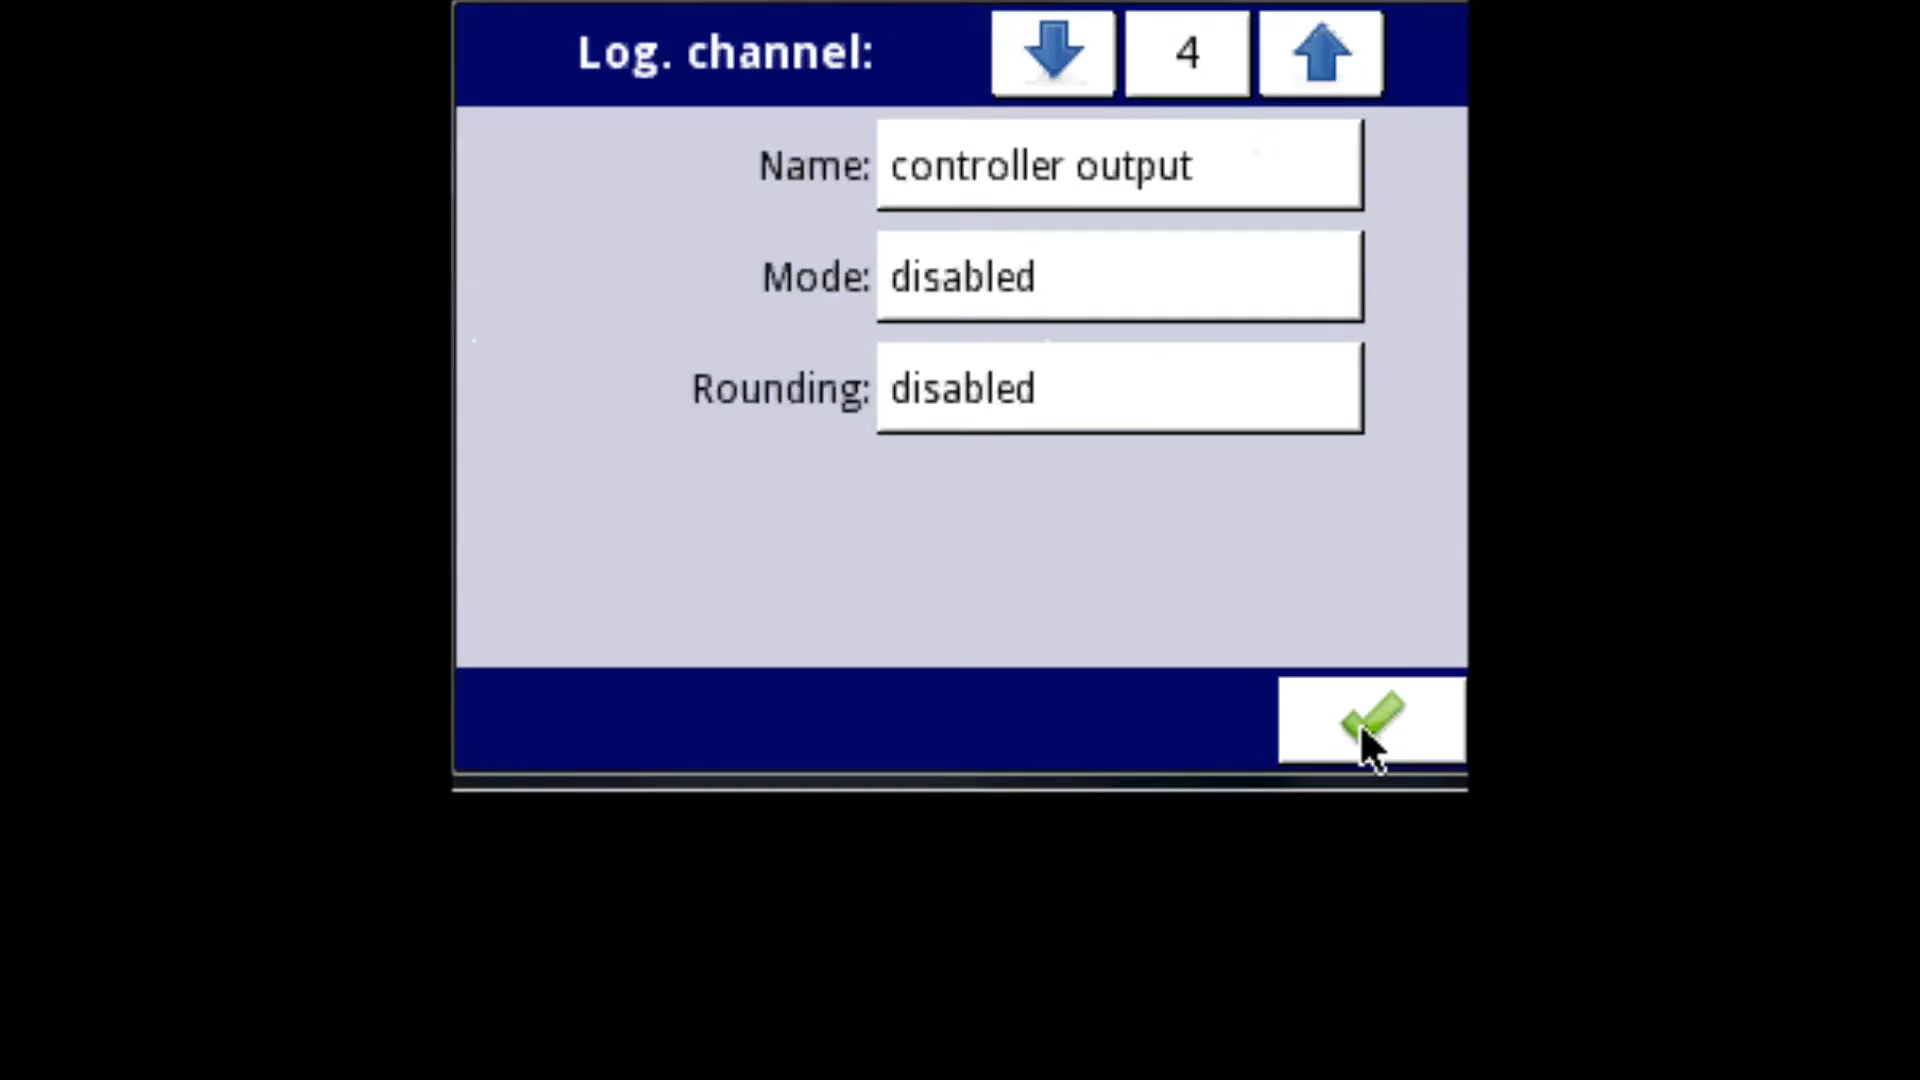 Log. channel: 4
Name: controller output
Mode: disabled
Rounding: disabled